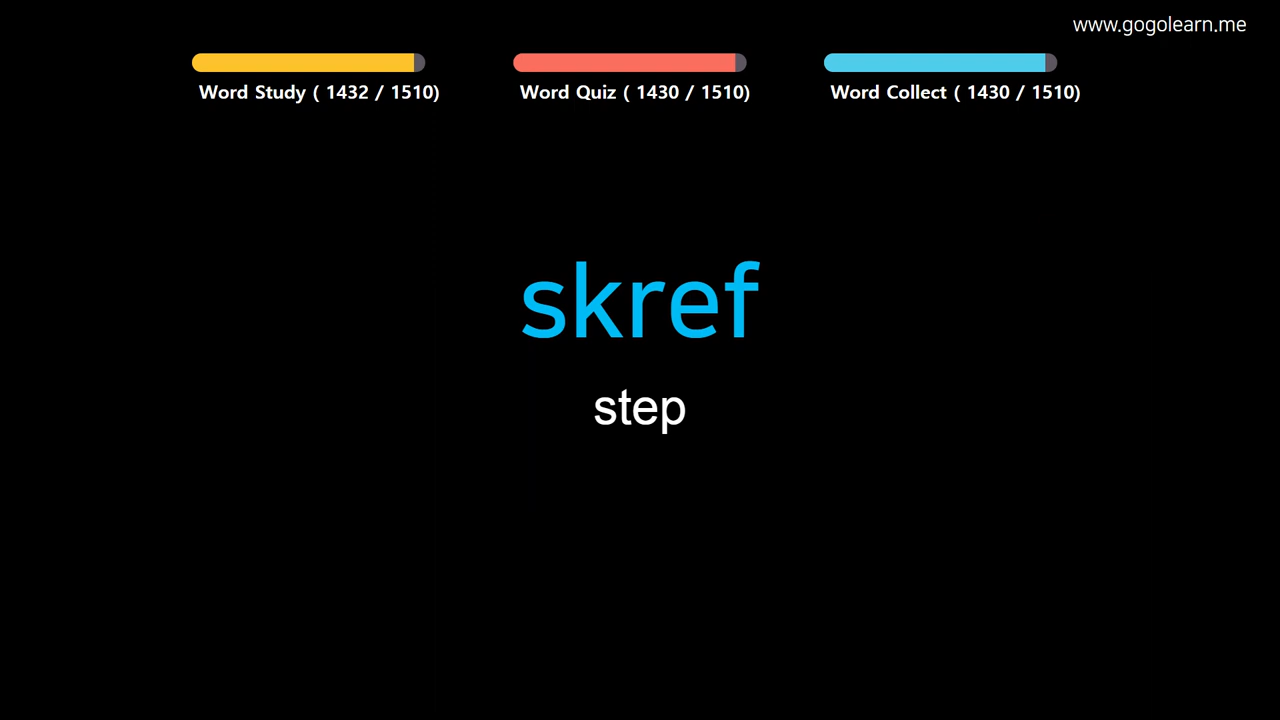 www.gogolearn.me
Word Study ( 1432 / 1510)
Word Quiz ( 1430 / 1510)
Word Collect ( 1430 / 1510)
skref
step